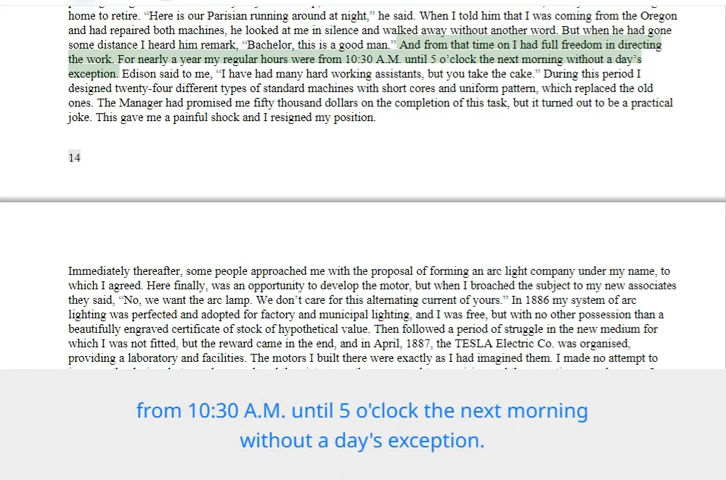 home to retire. “Here is our Parisian running around at night,” he said. When I told him that I was coming from the Oregon
and had repaired both machines, he looked at me in silence and walked away without another word. But when he had gone
some distance I heard him remark, “Bachelor, this is a good man.” And from that time on I had full freedom in directing
the work. For nearly a year my regular hours were from 10:30 A.M. until 5 o’clock the next morning without a day’s
exception. Edison said to me, “I have had many hard working assistants, but you take the cake.” During this period I
designed twenty-four different types of standard machines with short cores and uniform pattern, which replaced the old
ones. The Manager had promised me fifty thousand dollars on the completion of this task, but it turned out to be a practical
joke. This gave me a painful shock and I resigned my position.
14
Immediately thereafter, some people approached me with the proposal of forming an arc light company under my name, to
which I agreed. Here finally, was an opportunity to develop the motor, but when I broached the subject to my new associates
they said, “No, we want the arc lamp. We don’t care for this alternating current of yours.” In 1886 my system of arc
lighting was perfected and adopted for factory and municipal lighting, and I was free, but with no other possession than a
beautifully engraved certificate of stock of hypothetical value. Then followed a period of struggle in the new medium for
which I was not fitted, but the reward came in the end, and in April, 1887, the TESLA Electric Co. was organised,
providing a laboratory and facilities. The motors I built there were exactly as I had imagined them. I made no attempt to
from 10:30 A.M. until 5 o'clock the next morning
without a day's exception.